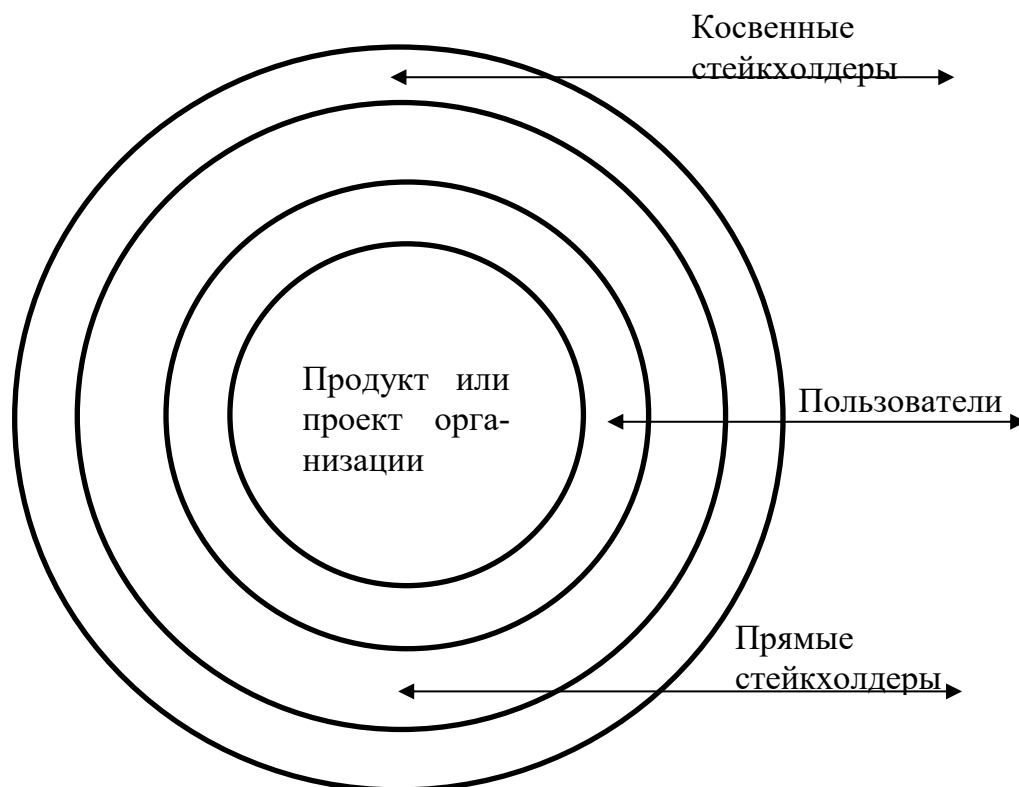 Косвенные
стейкхолдеры
Продукт или
проект орга-
низации
Пользователи
Прямые
стейкхолдеры